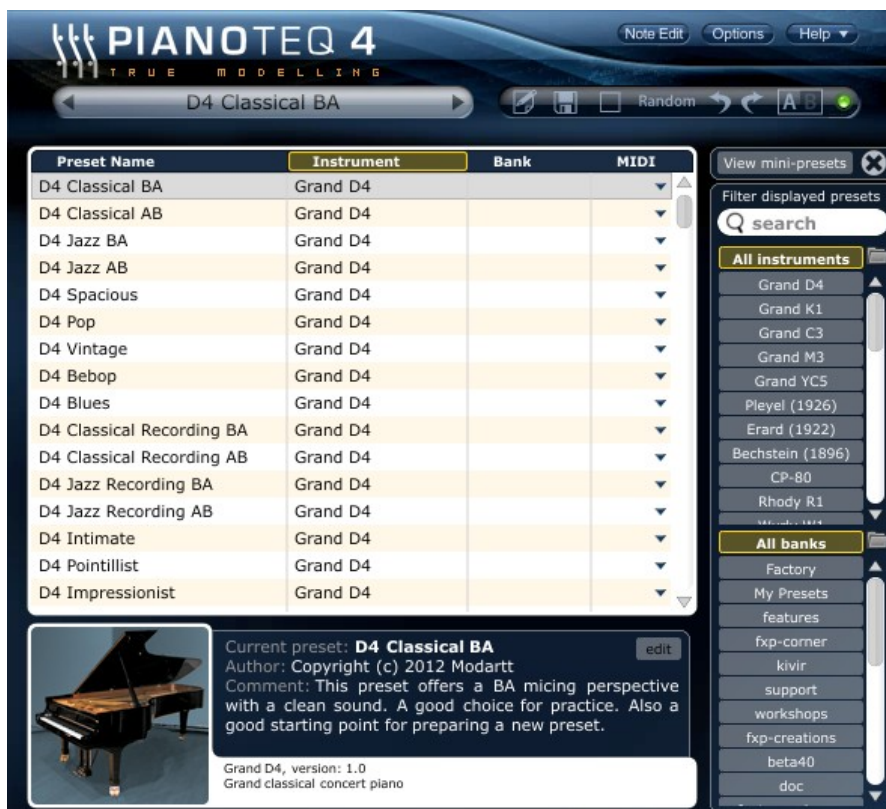 PIANOTEQ 4
TRUE MODELLING
Note Edit Options Help
D4 Classical BA
Random A B
Preset Name Instrument Bank MIDI
D4 Classical BA Grand D4
D4 Classical AB Grand D4
D4 Jazz BA Grand D4
D4 Jazz AB Grand D4
D4 Spacious Grand D4
D4 Pop Grand D4
D4 Vintage Grand D4
D4 Bebop Grand D4
D4 Blues Grand D4
D4 Classical Recording BA Grand D4
D4 Classical Recording AB Grand D4
D4 Jazz Recording BA Grand D4
D4 Jazz Recording AB Grand D4
D4 Intimate Grand D4
D4 Pointillist Grand D4
D4 Impressionist Grand D4
View mini-presets
Filter displayed presets
search
All instruments
Grand D4
Grand K1
Grand C3
Grand M3
Grand YC5
Pleyel (1926)
Erard (1922)
Bechstein (1896)
CP-80
Rhody R1
All banks
Factory
My Presets
features
fxp-corner
kivir
support
workshops
fxp-creations
beta40
doc
Current preset: D4 Classical BA
edit
Author: Copyright (c) 2012 Modartt
Comment: This preset offers a BA micing perspective
with a clean sound. A good choice for practice. Also a
good starting point for preparing a new preset.
Grand D4, version: 1.0
Grand classical concert piano